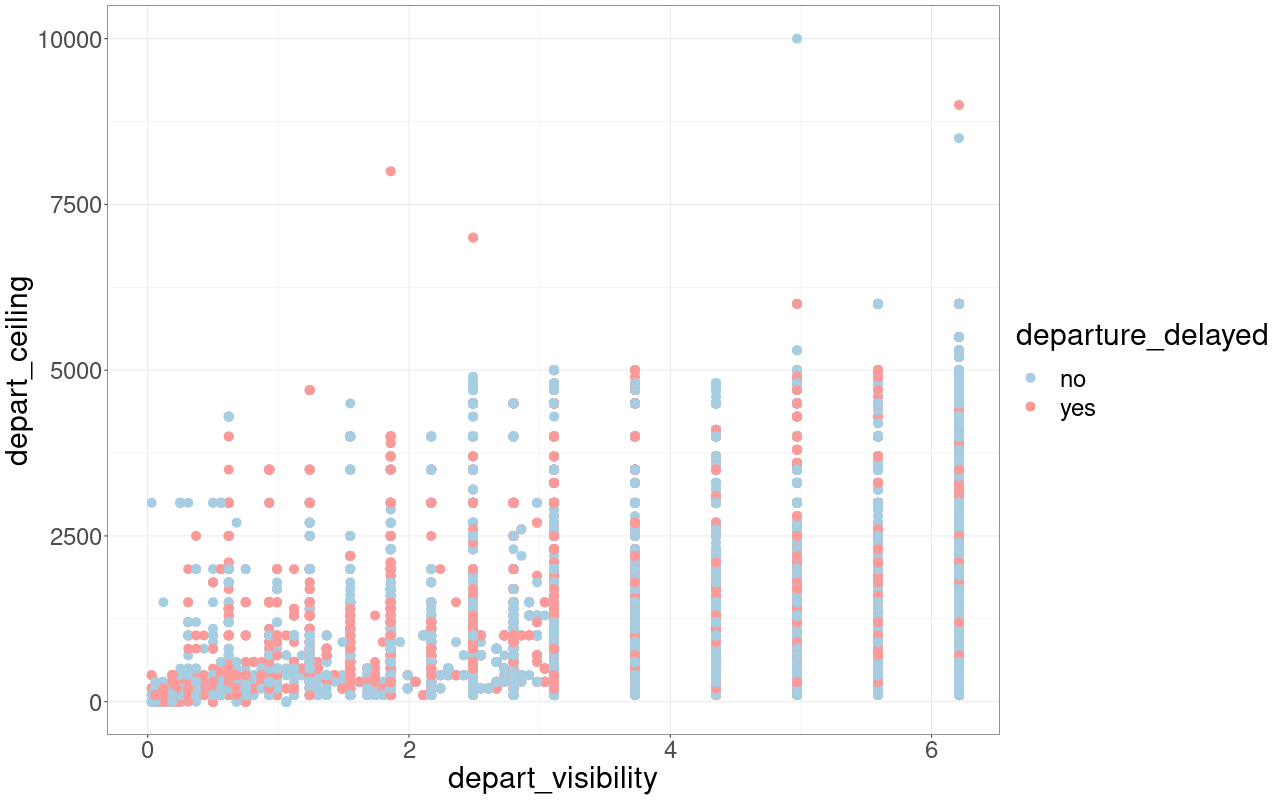 10000
7500
5000
2500
0
depart_ceiling
0 2 4 6
depart_visibility
departure_delayed
no
yes